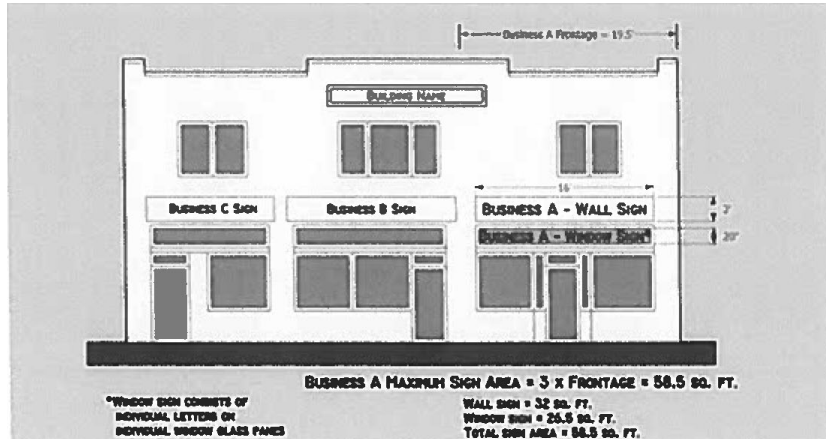 Business A Frontage = 19.5'
Building Name
16'
Business C Sign
Business B Sign
Business A - Wall Sign
2'
Business A - Window Sign*
20"
Business A Maximum Sign Area = 3 x Frontage = 58.5 sq. ft.
*Window sign consists of
individual letters on
individual window glass panes
Wall sign = 32 sq. ft.
Window sign = 26.5 sq. ft.
Total sign area = 58.5 sq. ft.